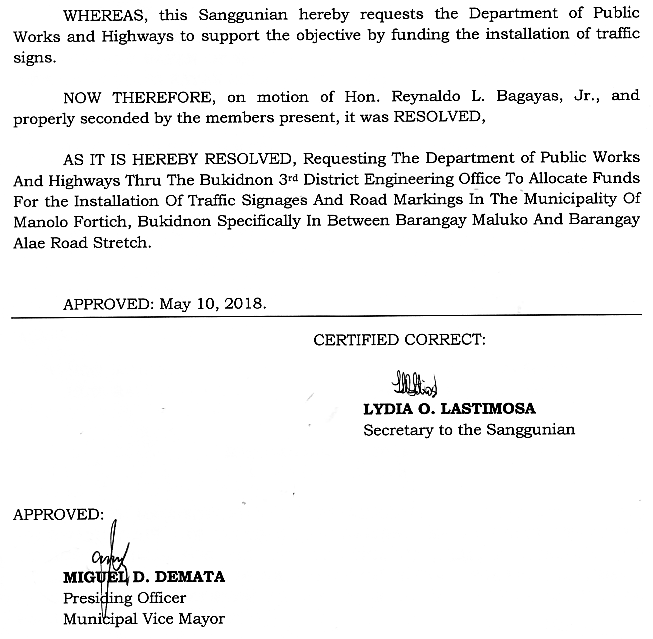 WHEREAS, this Sanggunian hereby requests the Department of Public
Works and Highways to support the objective by funding the installation of traffic
signs.
NOW THEREFORE, on motion of Hon. Reynaldo L. Bagayas, Jr., and
properly seconded by the members present, it was RESOLVED,
AS IT IS HEREBY RESOLVED, Requesting The Department of Public Works
And Highways Thru The Bukidnon 3rd District Engineering Office To Allocate Funds
For the Installation Of Traffic Signages And Road Markings In The Municipality Of
Manolo Fortich, Bukidnon Specifically In Between Barangay Maluko And Barangay
Alae Road Stretch.
APPROVED: May 10, 2018.
CERTIFIED CORRECT:
LYDIA O. LASTIMOSA
Secretary to the Sanggunian
APPROVED:
MIGUEL D. DEMATA
Presiding Officer
Municipal Vice Mayor